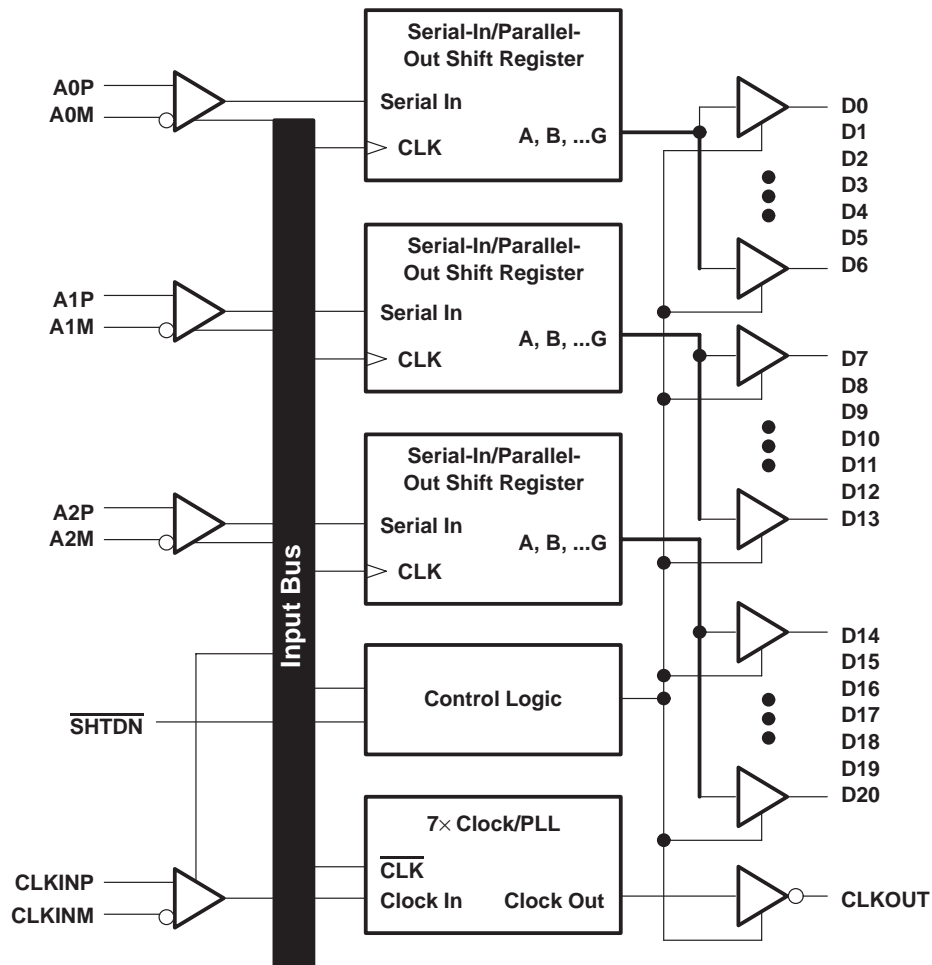 Serial-In/Parallel-
Out Shift Register
A0P
A0M
Serial In
A, B, ...G
CLK
D0
D1
D2
D3
D4
D5
D6
Serial-In/Parallel-
Out Shift Register
A1P
A1M
Serial In
A, B, ...G
CLK
D7
D8
D9
D10
D11
D12
D13
Serial-In/Parallel-
Out Shift Register
A2P
A2M
Serial In
A, B, ...G
CLK
Input Bus
D14
D15
D16
D17
D18
D19
D20
SHTDN
Control Logic
7× Clock/PLL
CLK
CLKINP
CLKINM
Clock In
Clock Out
CLKOUT